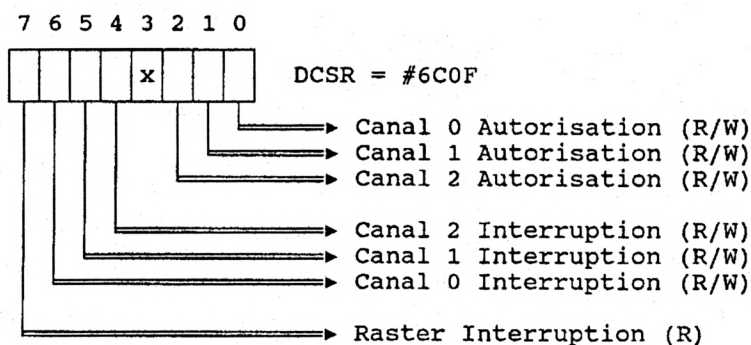 7 6 5 4 3 2 1 0
x DCSR = #6C0F
Canal 0 Autorisation (R/W)
Canal 1 Autorisation (R/W)
Canal 2 Autorisation (R/W)
Canal 2 Interruption (R/W)
Canal 1 Interruption (R/W)
Canal 0 Interruption (R/W)
Raster Interruption (R)